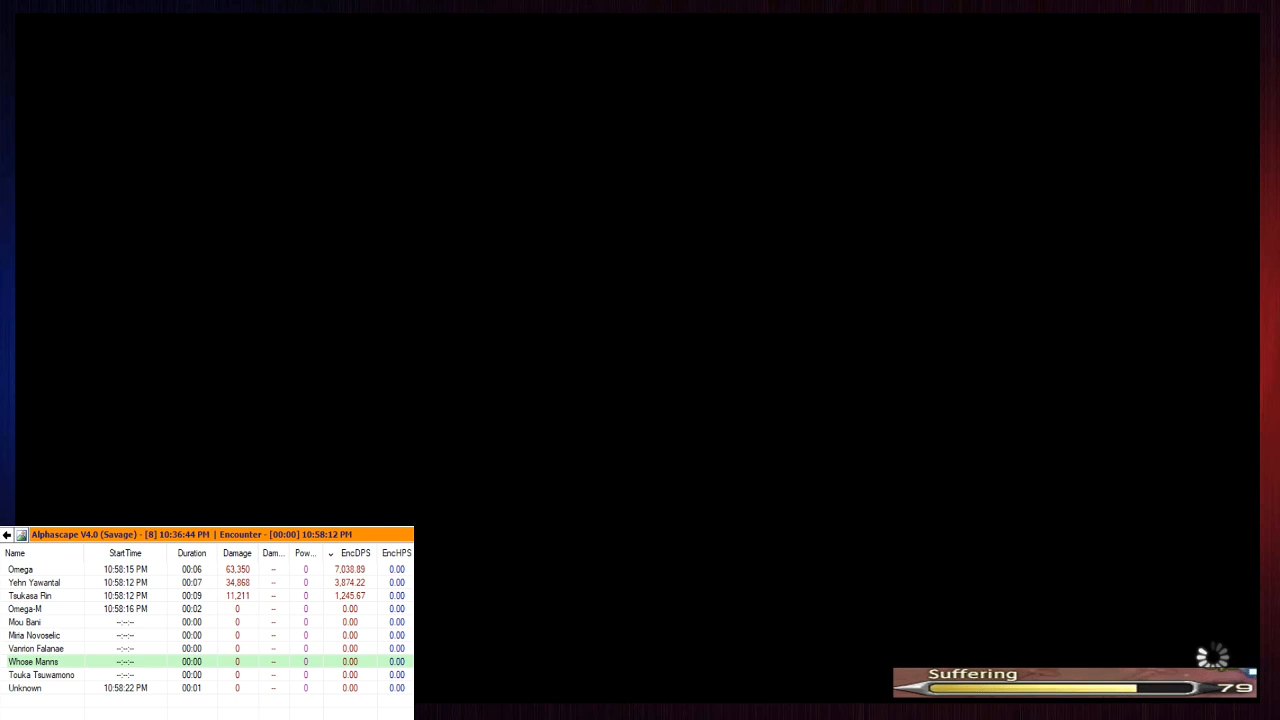 Alphascape V4.0 (Savage) - [8] 10:36:44 PM | Encounter - [00:00] 10:58:12 PM
Name StartTime Duration Damage Dam... Pow... EncDPS EncHPS
Omega 10:58:15 PM 00:06 63,350 -- 0 7,038.89 0.00
Yehn Yawantal 10:58:12 PM 00:07 34,868 -- 0 3,874.22 0.00
Tsukasa Rin 10:58:12 PM 00:09 11,211 -- 0 1,245.67 0.00
Omega-M 10:58:16 PM 00:02 0 -- 0 0.00 0.00
Mou Bani --:--:-- 00:00 0 -- 0 0.00 0.00
Miria Novoselic --:--:-- 00:00 0 -- 0 0.00 0.00
Vanrion Falanae --:--:-- 00:00 0 -- 0 0.00 0.00
Whose Manns --:--:-- 00:00 0 -- 0 0.00 0.00
Touka Tsuwamono --:--:-- 00:00 0 -- 0 0.00 0.00
Unknown 10:58:22 PM 00:01 0 -- 0 0.00 0.00
Suffering
79